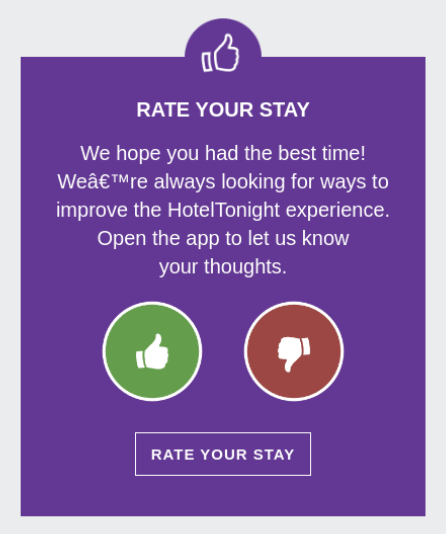 RATE YOUR STAY
We hope you had the best time!
Weâ€™re always looking for ways to
improve the HotelTonight experience.
Open the app to let us know
your thoughts.
RATE YOUR STAY